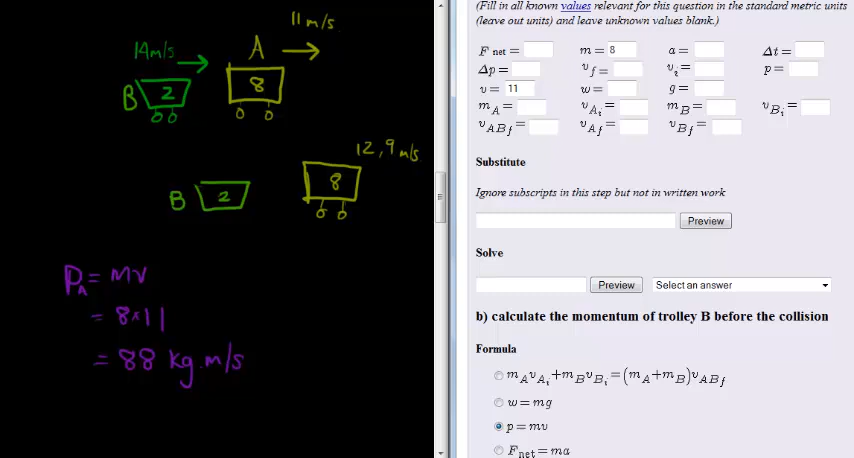 11 m/s
14m/s
A
B
2
8
12,9 m/s
B
2
8
PA = mv
= 8×11
= 88 kg.m/s
(Fill in all known values relevant for this question in the standard metric units
(leave out units) and leave unknown values blank.)
F net = m= 8 a= Δt=
Δp= vf= vi= p=
v= 11 w= g=
mA= vAi= mB= vBi=
vABf= vAf= vBf=
Substitute
Ignore subscripts in this step but not in written work
Preview
Solve
Preview Select an answer
b) calculate the momentum of trolley B before the collision
Formula
mAvAi+mBvBi=(mA+mB)vABf
w=mg
p=mv
Fnet=ma